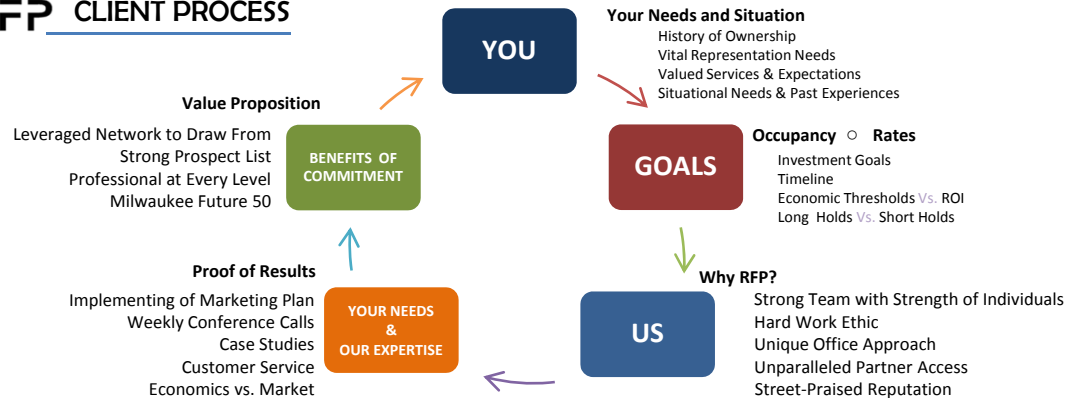 FP CLIENT PROCESS
YOU
Your Needs and Situation
History of Ownership
Vital Representation Needs
Valued Services & Expectations
Situational Needs & Past Experiences
GOALS
Occupancy ○ Rates
Investment Goals
Timeline
Economic Thresholds Vs. ROI
Long Holds Vs. Short Holds
US
Why RFP?
Strong Team with Strength of Individuals
Hard Work Ethic
Unique Office Approach
Unparalleled Partner Access
Street-Praised Reputation
YOUR NEEDS
&
OUR EXPERTISE
Proof of Results
Implementing of Marketing Plan
Weekly Conference Calls
Case Studies
Customer Service
Economics vs. Market
BENEFITS OF
COMMITMENT
Value Proposition
Leveraged Network to Draw From
Strong Prospect List
Professional at Every Level
Milwaukee Future 50